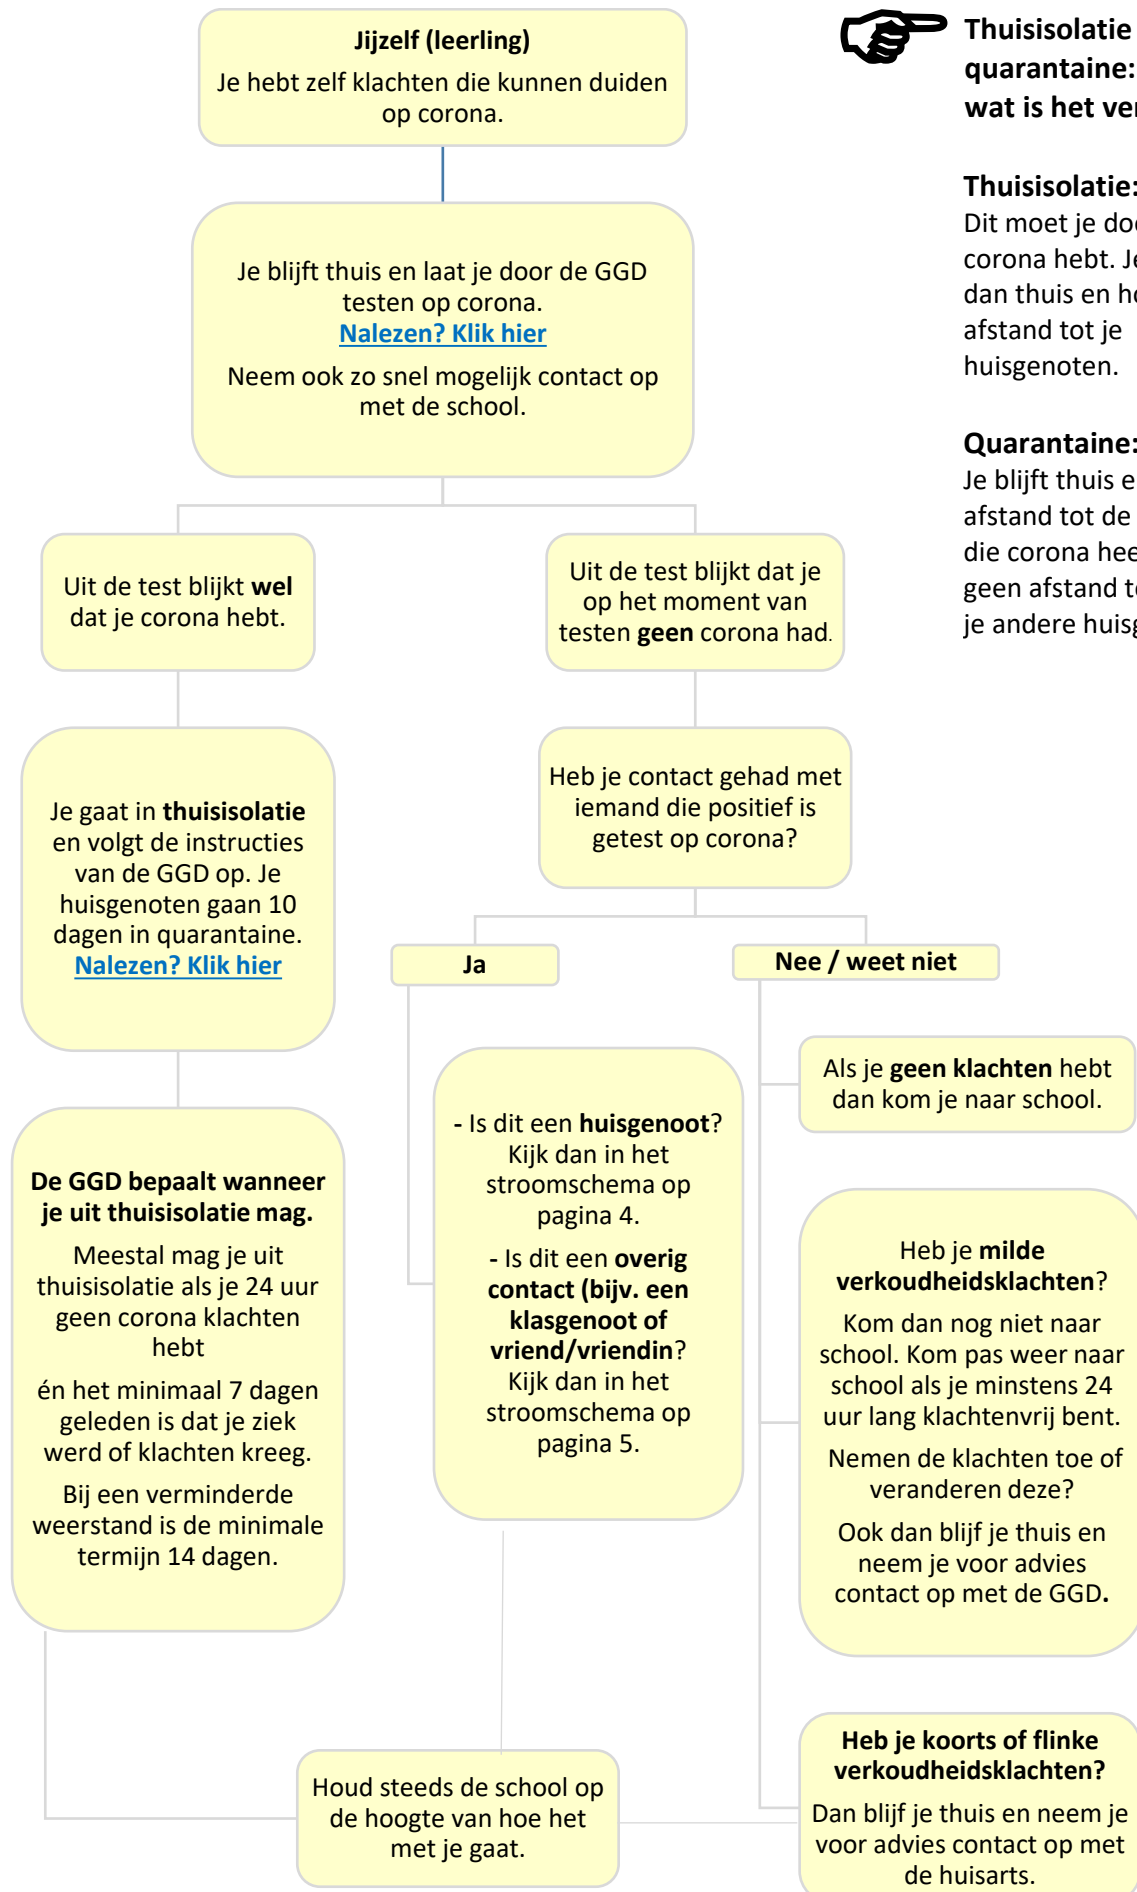 Jijzelf (leerling)
Je hebt zelf klachten die kunnen duiden
op corona.
Je blijft thuis en laat je door de GGD
testen op corona.
Nalezen? Klik hier
Neem ook zo snel mogelijk contact op
met de school.
Uit de test blijkt wel
dat je corona hebt.
Uit de test blijkt dat je
op het moment van
testen geen corona had.
Je gaat in thuisisolatie
en volgt de instructies
van de GGD op. Je
huisgenoten gaan 10
dagen in quarantaine.
Nalezen? Klik hier
Heb je contact gehad met
iemand die positief is
getest op corona?
Ja
Nee / weet niet
De GGD bepaalt wanneer
je uit thuisisolatie mag.
Meestal mag je uit
thuisisolatie als je 24 uur
geen corona klachten
hebt
én het minimaal 7 dagen
geleden is dat je ziek
werd of klachten kreeg.
Bij een verminderde
weerstand is de minimale
termijn 14 dagen.
- Is dit een huisgenoot?
Kijk dan in het
stroomschema op
pagina 4.
- Is dit een overig
contact (bijv. een
klasgenoot of
vriend/vriendin?
Kijk dan in het
stroomschema op
pagina 5.
Als je geen klachten hebt
dan kom je naar school.
Heb je milde
verkoudheidsklachten?
Kom dan nog niet naar
school. Kom pas weer naar
school als je minstens 24
uur lang klachtenvrij bent.
Nemen de klachten toe of
veranderen deze?
Ook dan blijf je thuis en
neem je voor advies
contact op met de GGD.
Heb je koorts of flinke
verkoudheidsklachten?
Dan blijf je thuis en neem je
voor advies contact op met
de huisarts.
Houd steeds de school op
de hoogte van hoe het
met je gaat.
Thuisisolatie
quarantaine:
wat is het
Thuisisolatie:
Dit moet je
corona hebt.
dan thuis en
afstand tot je
huisgenoten.
Quarantaine:
Je blijft thuis
afstand tot de
die corona
geen afstand
je andere